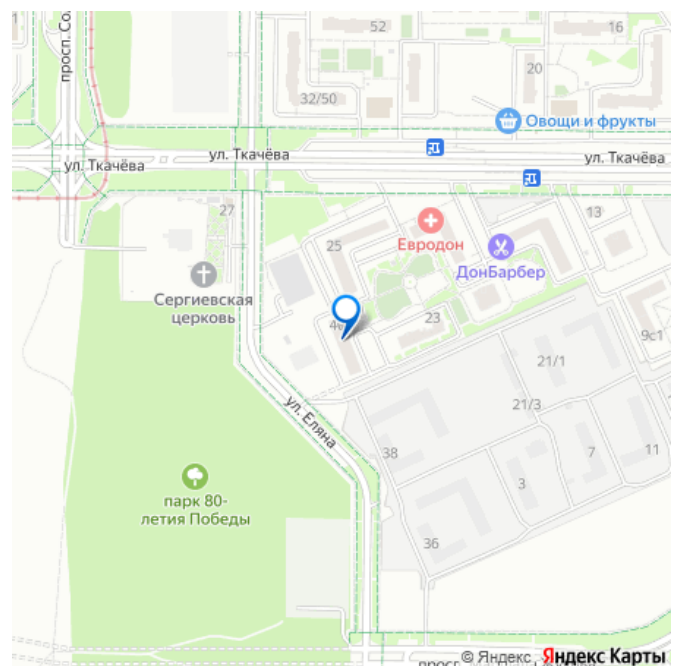 52
16
20
просп. Со
32/50
Овощи и фрукты
ул. Ткачёва
ул. Ткачёва
ул. Ткачёва
27
13
25
Евродон
ДонБарбер
Сергиевская
церковь
23
9с1
21/1
21/3
ул. Еляна
38
7
11
3
парк 80-
летия Победы
36
© Яндекс
Яндекс Карты